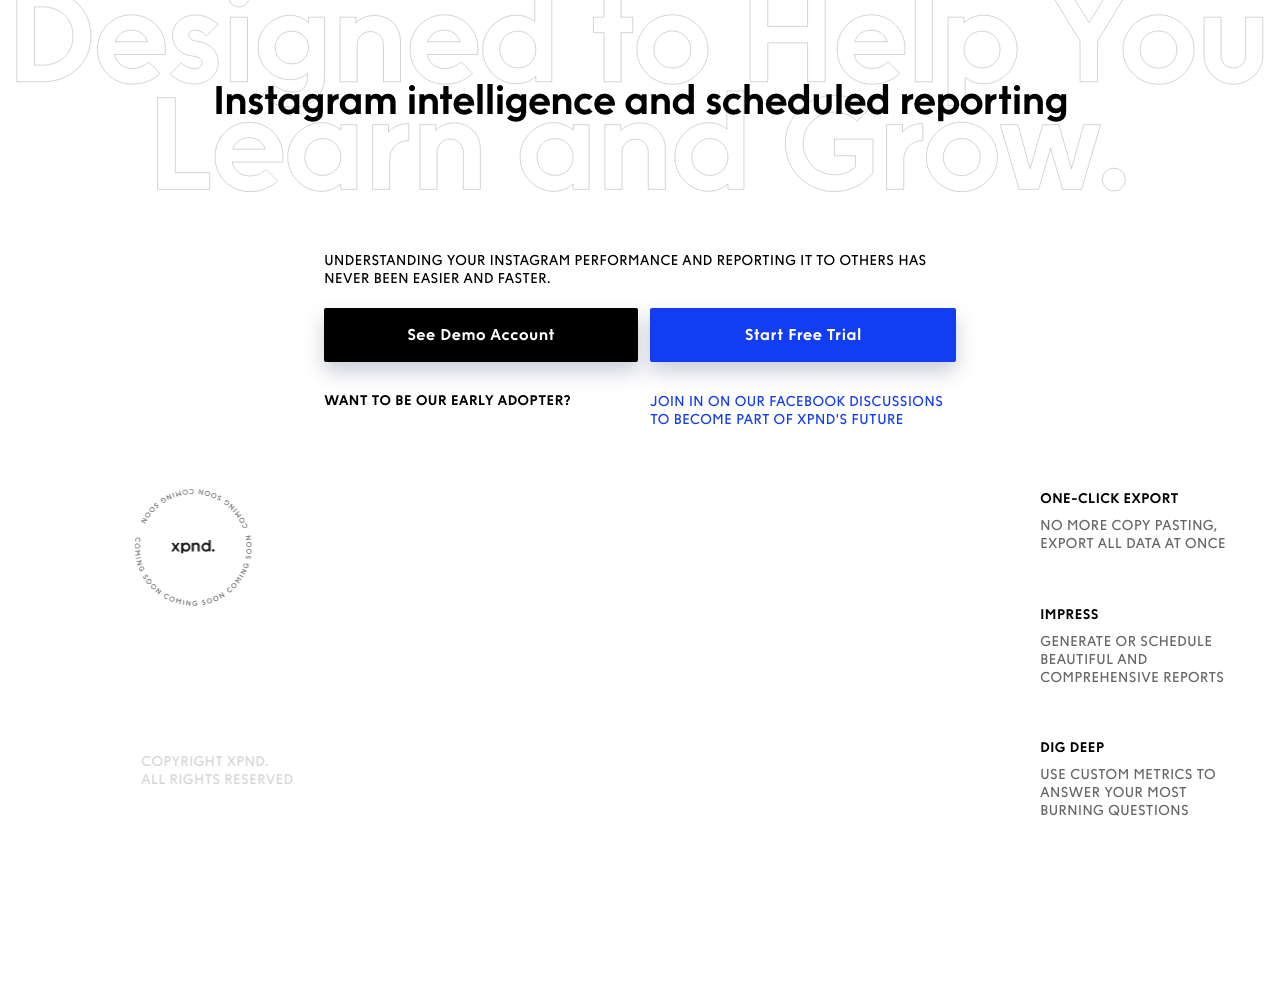 Designed to Help You
Learn and Grow.
Instagram intelligence and scheduled reporting
UNDERSTANDING YOUR INSTAGRAM PERFORMANCE AND REPORTING IT TO OTHERS HAS
NEVER BEEN EASIER AND FASTER.
See Demo Account
Start Free Trial
WANT TO BE OUR EARLY ADOPTER?
JOIN IN ON OUR FACEBOOK DISCUSSIONS
TO BECOME PART OF XPND'S FUTURE
COMING SOON COMING SOON COMING SOON COMING SOON COMING SOON
xpnd.
ONE-CLICK EXPORT
NO MORE COPY PASTING,
EXPORT ALL DATA AT ONCE
IMPRESS
GENERATE OR SCHEDULE
BEAUTIFUL AND
COMPREHENSIVE REPORTS
DIG DEEP
USE CUSTOM METRICS TO
ANSWER YOUR MOST
BURNING QUESTIONS
COPYRIGHT XPND.
ALL RIGHTS RESERVED